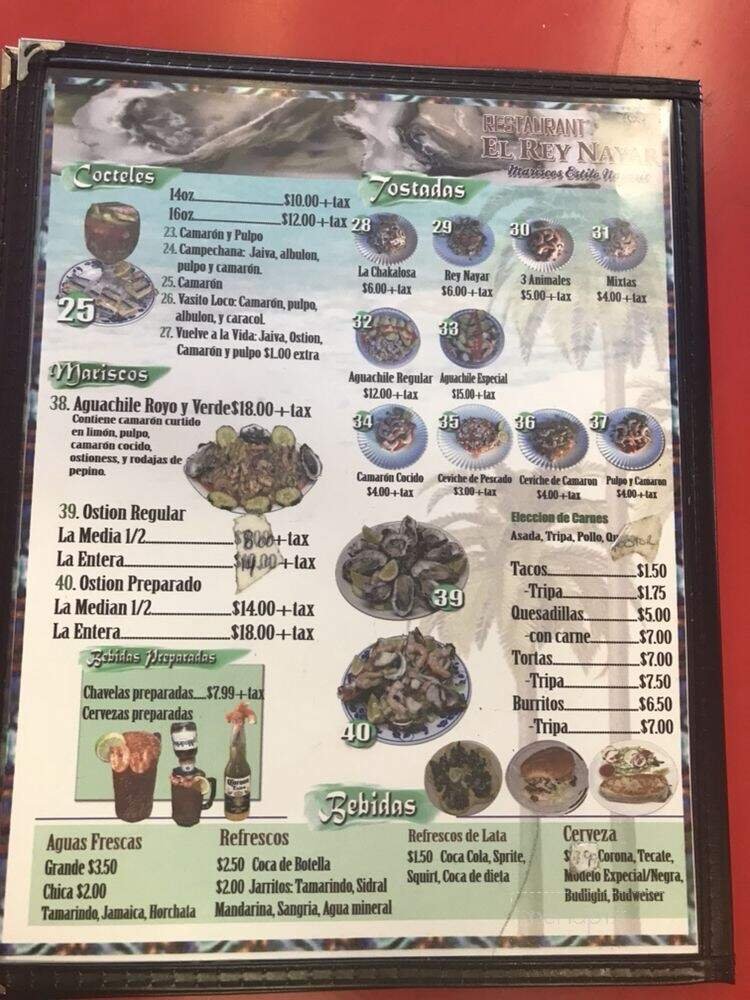 RESTAURANT
EL REY NAYAR
Mariscos Estilo
Cocteles
14oz. $10.00+tax
16oz. $12.00+tax
23. Camarón y Pulpo
24. Campechana: Jaiva, albulon,
pulpo y camarón.
25. Camarón
26. Vasito Loco: Camarón, pulpo,
albulon, y caracol.
27. Vuelve a la Vida: Jaiva, Ostion,
Camarón y pulpo $1.00 extra
25
Tostadas
28 29 30 31
La Chakalosa Rey Nayar 3 Animales Mixtas
$6.00+tax $6.00+tax $5.00+tax $4.00+tax
32 33
Aguachile Regular Aguachile Especial
$12.00+tax $15.00+tax
34 35 36 37
Camarón Cocido Ceviche de Pescado Ceviche de Camaron Pulpo y Camaron
$4.00+tax $3.00+tax $4.00+tax $4.00+tax
Mariscos
38. Aguachile Royo y Verde$18.00+tax
Contiene camarón curtido
en limón, pulpo,
camarón cocido,
ostioness, y rodajas de
pepino.
39. Ostion Regular
La Media 1/2 +tax
La Entera +tax
40. Ostion Preparado
La Median 1/2 $14.00+tax
La Entera $18.00+tax
39
40
Eleccion de Carnes
Asada, Tripa, Pollo,
Tacos $1.50
-Tripa $1.75
Quesadillas $5.00
-con carne $7.00
Tortas $7.00
-Tripa $7.50
Burritos $6.50
-Tripa $7.00
Bebidas Preparadas
Chavelas preparadas $7.99+tax
Cervezas preparadas
Corona
Bebidas
Aguas Frescas
Grande $3.50
Chica $2.00
Tamarindo, Jamaica, Horchata
Refrescos
$2.50 Coca de Botella
$2.00 Jarritos: Tamarindo, Sidral
Mandarina, Sangria, Agua mineral
Refrescos de Lata
$1.50 Coca Cola, Sprite,
Squirt, Coca de dieta
Cerveza
Corona, Tecate,
Modelo Expecial/Negra,
Budlight, Budweiser